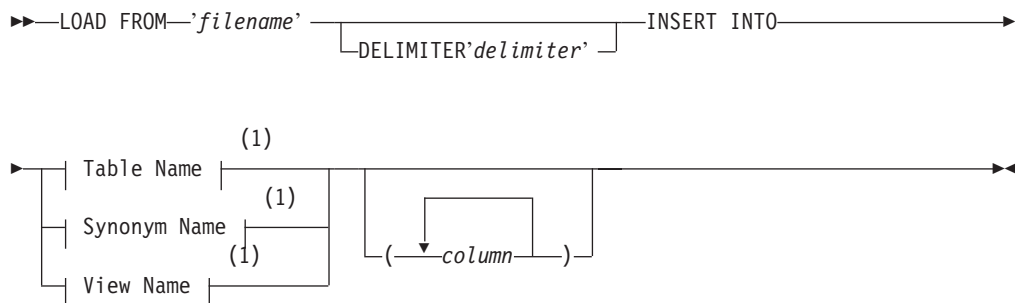 LOAD FROM 'filename' INSERT INTO
DELIMITER'delimiter'
(1)
Table Name
(1)
Synonym Name
(1)
View Name
( column )